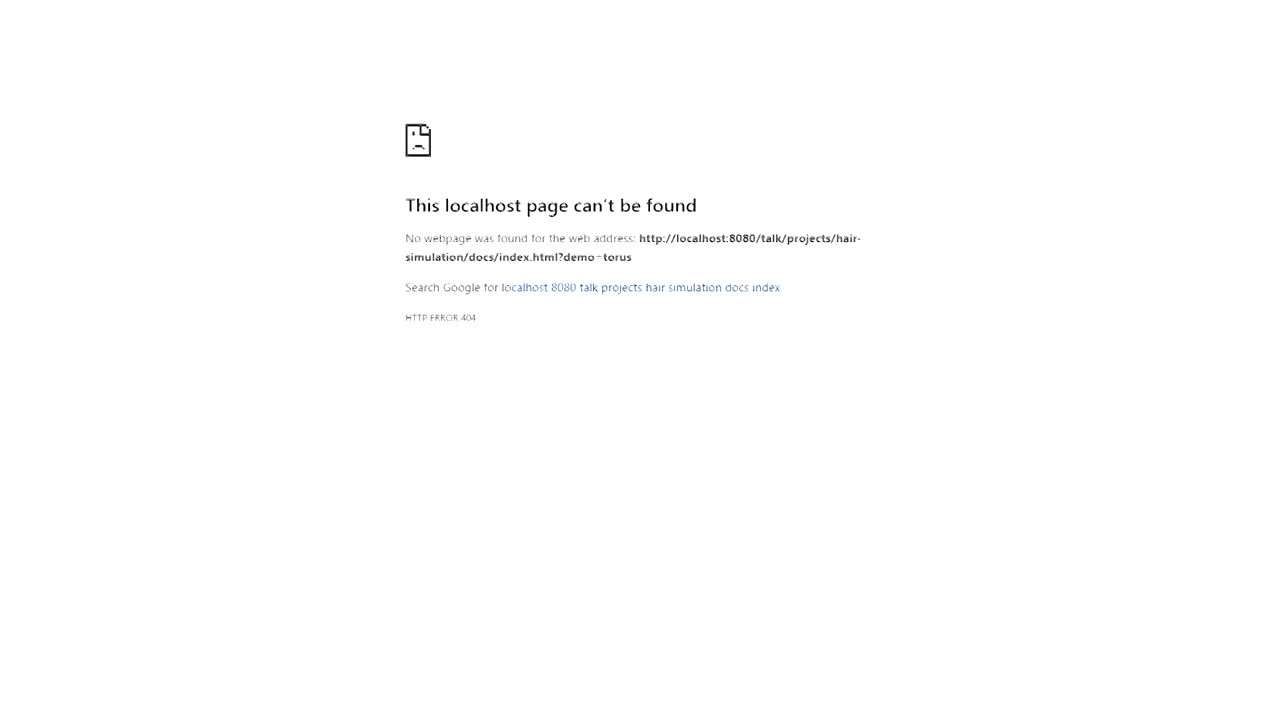 This localhost page can't be found
No webpage was found for the web address: http://localhost:8080/talk/projects/hair-
simulation/docs/index.html?demo=torus
Search Google for localhost 8080 talk projects hair simulation docs index
HTTP ERROR 404